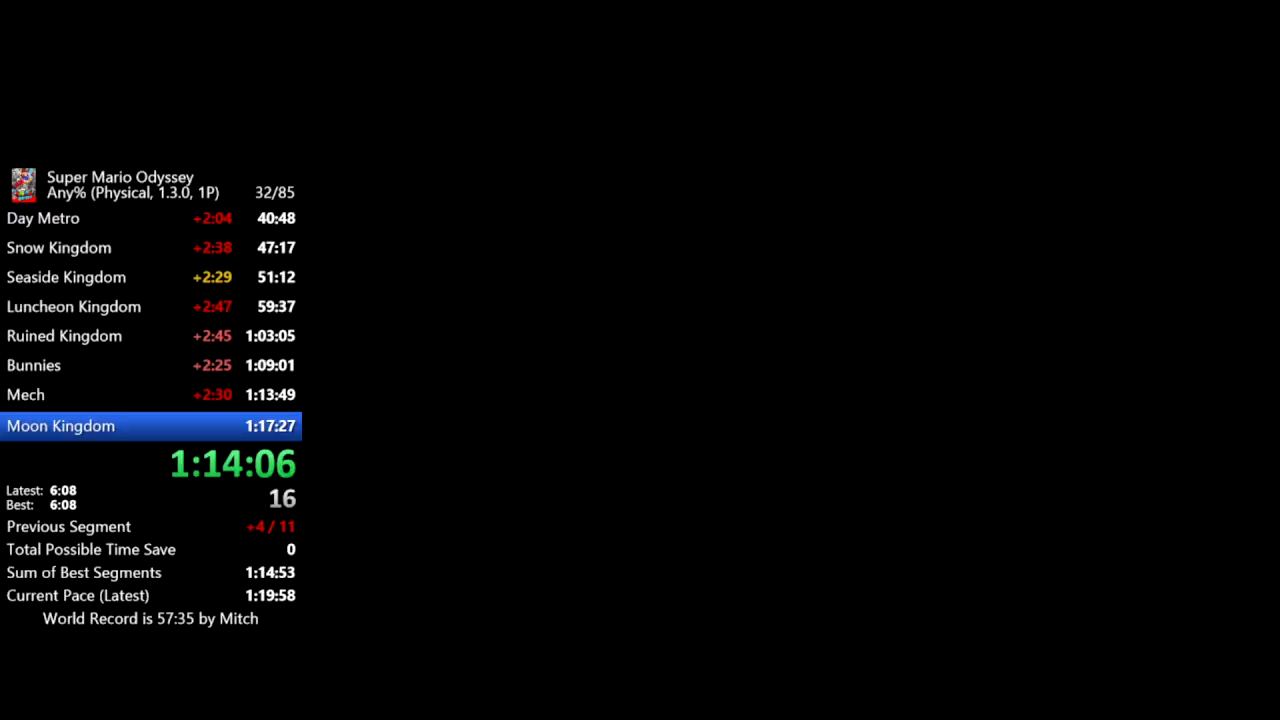 Super Mario Odyssey
Any% (Physical, 1.3.0, 1P) 32/85
Day Metro +2:04 40:48
Snow Kingdom +2:38 47:17
Seaside Kingdom +2:29 51:12
Luncheon Kingdom +2:47 59:37
Ruined Kingdom +2:45 1:03:05
Bunnies +2:25 1:09:01
Mech +2:30 1:13:49
Moon Kingdom 1:17:27
1:14:06
Latest: 6:08
Best: 6:08
16
Previous Segment +4 / 11
Total Possible Time Save 0
Sum of Best Segments 1:14:53
Current Pace (Latest) 1:19:58
World Record is 57:35 by Mitch